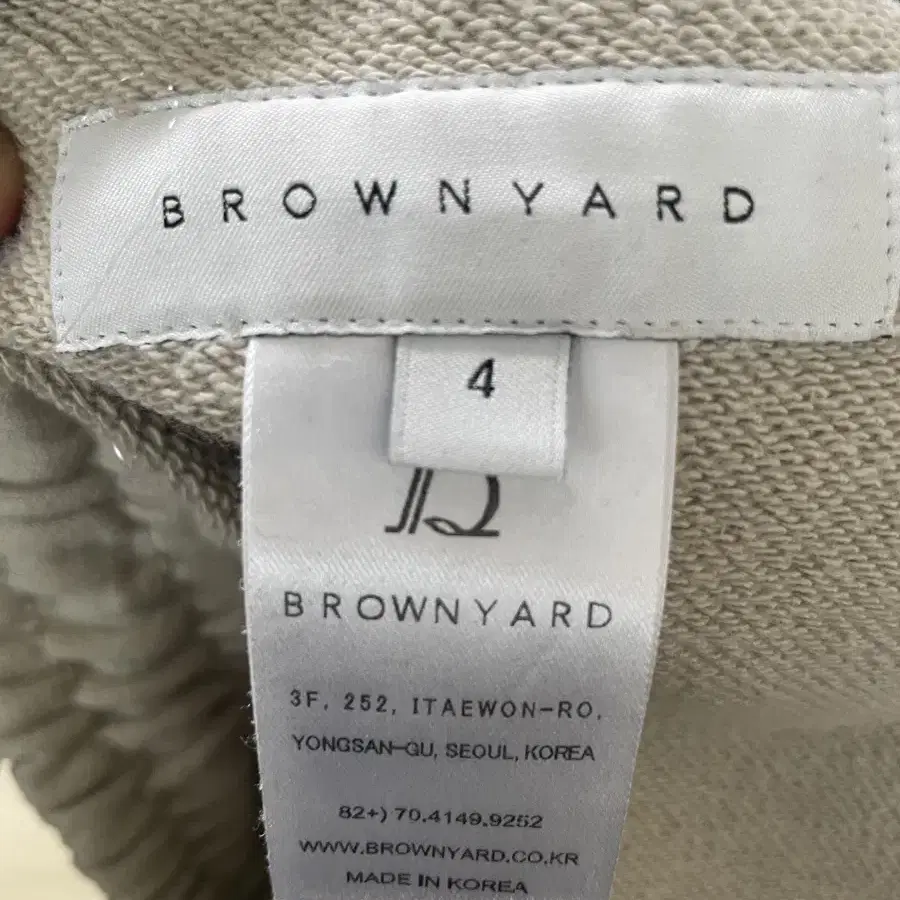 BROWNYARD
4
BROWNYARD
3F, 252, ITAEWON-RO,
YONGSAN-GU, SEOUL, KOREA
82+) 70.4149.9252
WWW.BROWNYARD.CO.KR
MADE IN KOREA